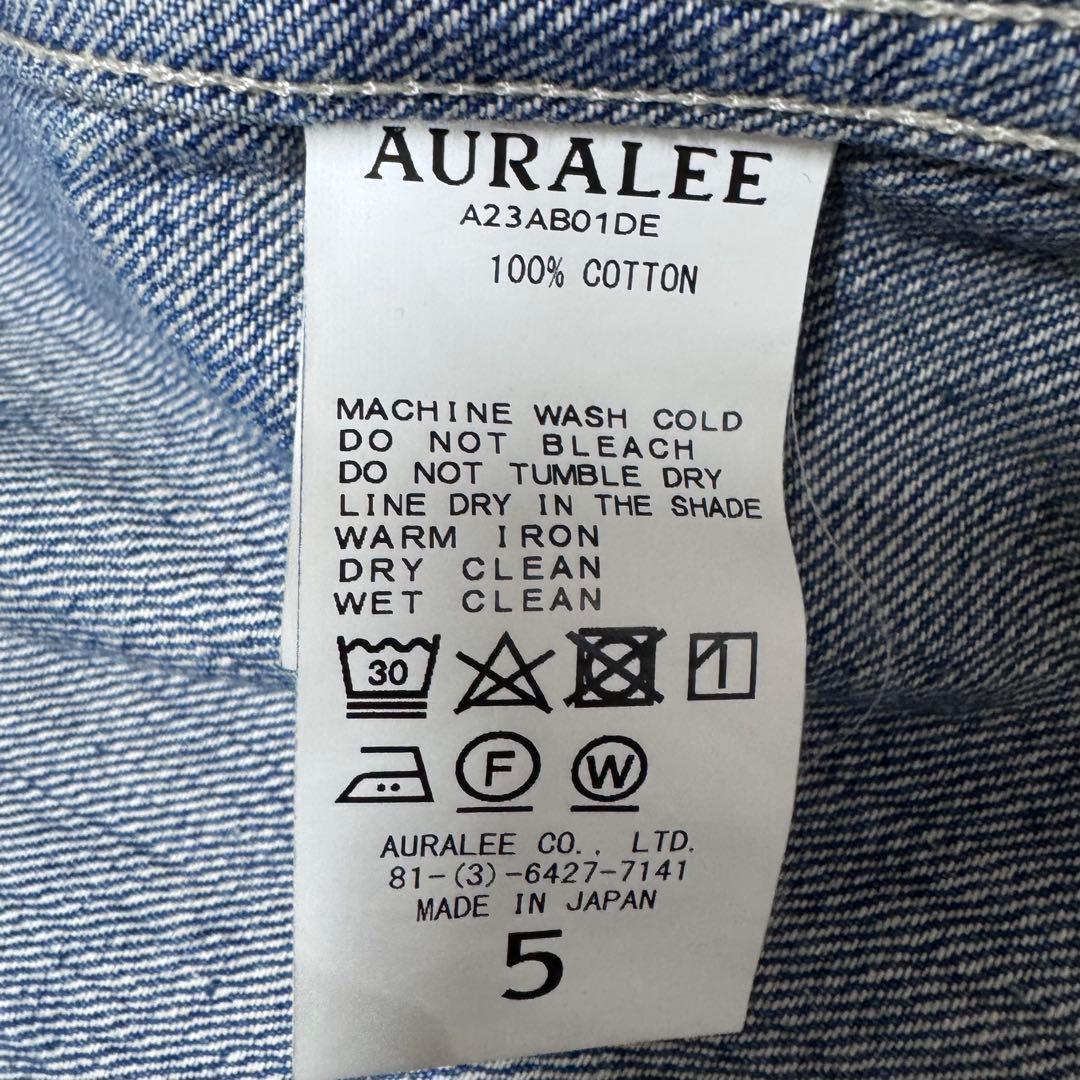 AURALEE
A23AB01DE
100% COTTON
MACHINE WASH COLD
DO NOT BLEACH
DO NOT TUMBLE DRY
LINE DRY IN THE SHADE
WARM IRON
DRY CLEAN
WET CLEAN
30
F W
AURALEE CO., LTD.
81-(3)-6427-7141
MADE IN JAPAN
5